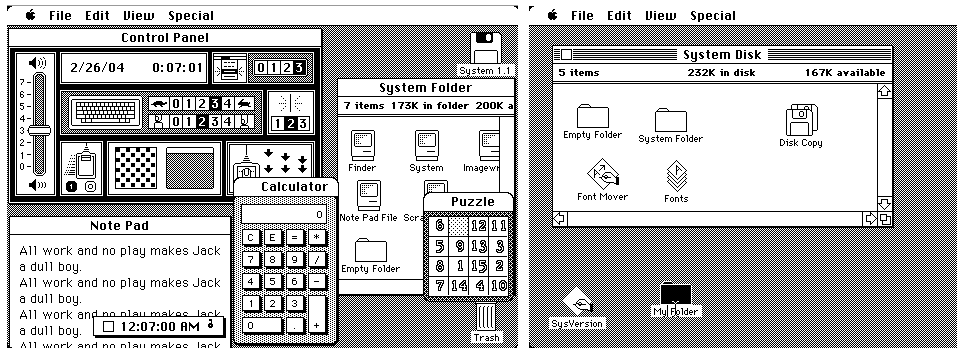 File Edit View Special
Control Panel
2/26/04 0:07:01
0 1 2 3
7
6
5
4
3
2
1
0
0 1 2 3 4
0 1 2 3 4
1 2 3
1 0
System 1.1
System Folder
7 items 173K in folder 200K a
Finder System Imagewr
Note Pad File Scra
Empty Folder
Calculator
0
C E = *
7 8 9 /
4 5 6 -
1 2 3
0 . +
Puzzle
6 12 11
5 9 13 3
8 1 15 2
7 14 4 10
Trash
Note Pad
All work and no play makes Jack
a dull boy.
All work and no play makes Jack
a dull boy.
All work and no play makes Jack
a dull boy.
All work and no play makes Jack
12:07:00 AM
File Edit View Special
System Disk
5 items 232K in disk 167K available
Empty Folder System Folder Disk Copy
Font Mover Fonts
SysVersion My Folder